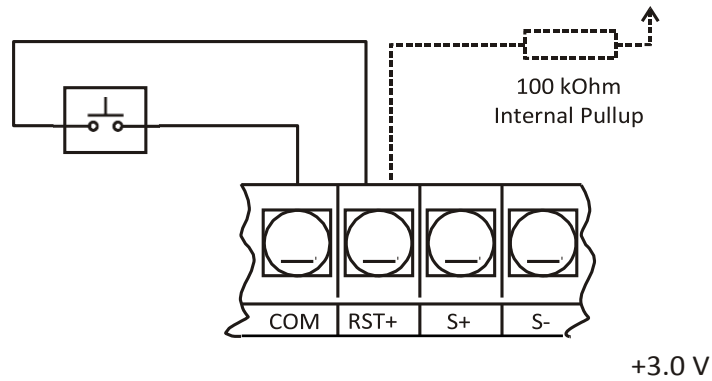 100 kOhm
Internal Pullup
COM RST+ S+ S-
+3.0 V